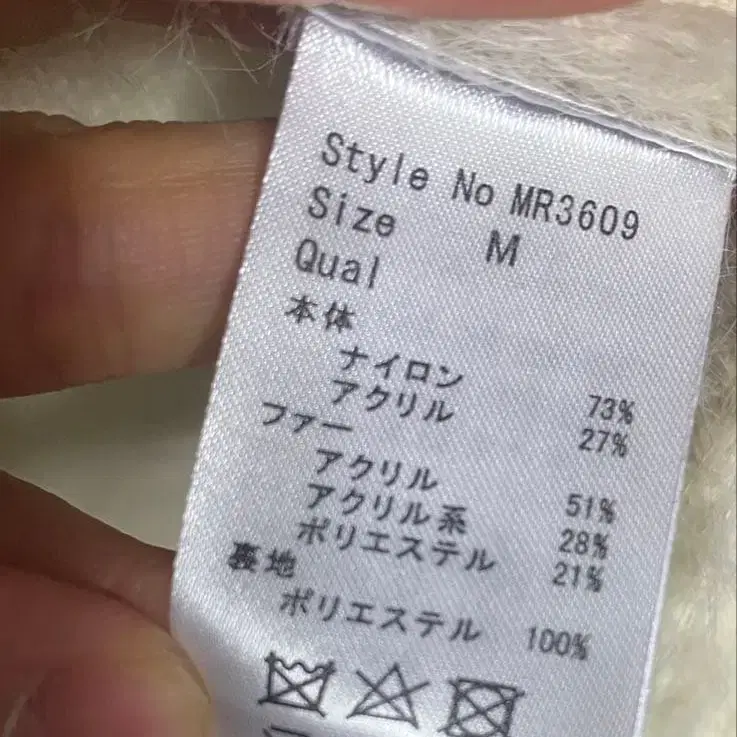 Style No MR3609
Size M
Qual
本体
ナイロン 73%
アクリル 27%
ファー
アクリル 51%
アクリル系 28%
ポリエステル 21%
裏地
ポリエステル 100%